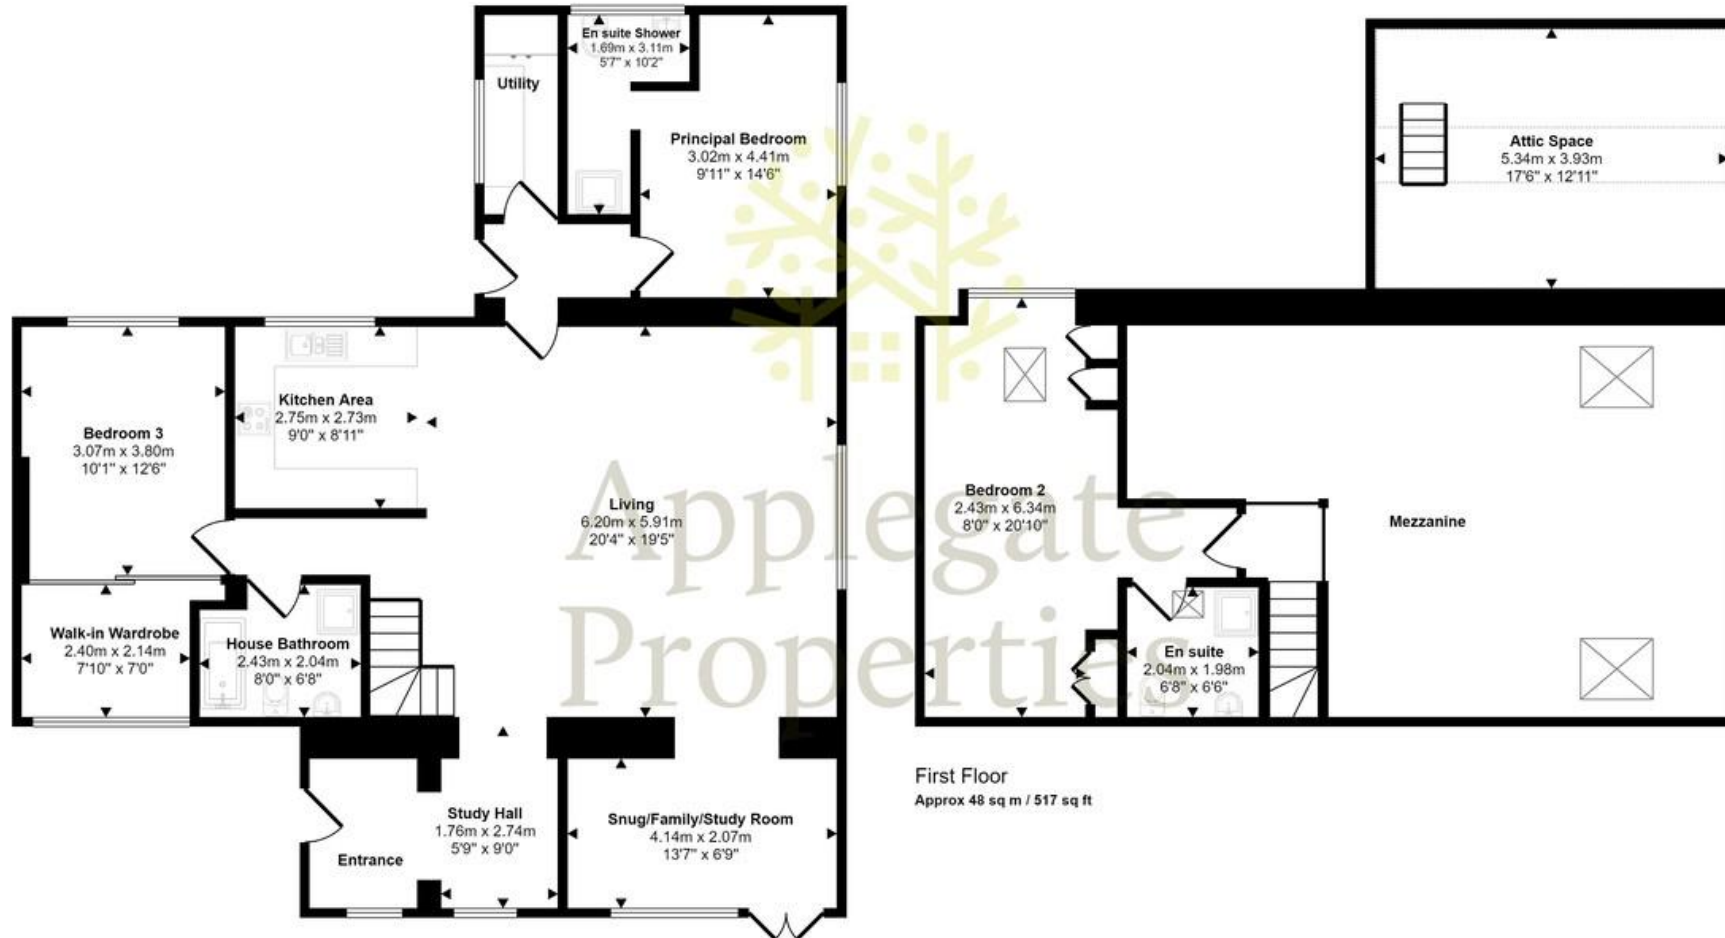 En suite Shower
1.69m x 3.11m
5'7" x 10'2"
Utility
Principal Bedroom
3.02m x 4.41m
9'11" x 14'6"
Attic Space
5.34m x 3.93m
17'6" x 12'11"
Kitchen Area
2.75m x 2.73m
9'0" x 8'11"
Bedroom 3
3.07m x 3.80m
10'1" x 12'6"
Living
6.20m x 5.91m
20'4" x 19'5"
Bedroom 2
2.43m x 6.34m
8'0" x 20'10"
Mezzanine
Applegate
Properties
Walk-in Wardrobe
2.40m x 2.14m
7'10" x 7'0"
House Bathroom
2.43m x 2.04m
8'0" x 6'8"
En suite
2.04m x 1.98m
6'8" x 6'6"
Study Hall
1.76m x 2.74m
5'9" x 9'0"
Entrance
Snug/Family/Study Room
4.14m x 2.07m
13'7" x 6'9"
First Floor
Approx 48 sq m / 517 sq ft